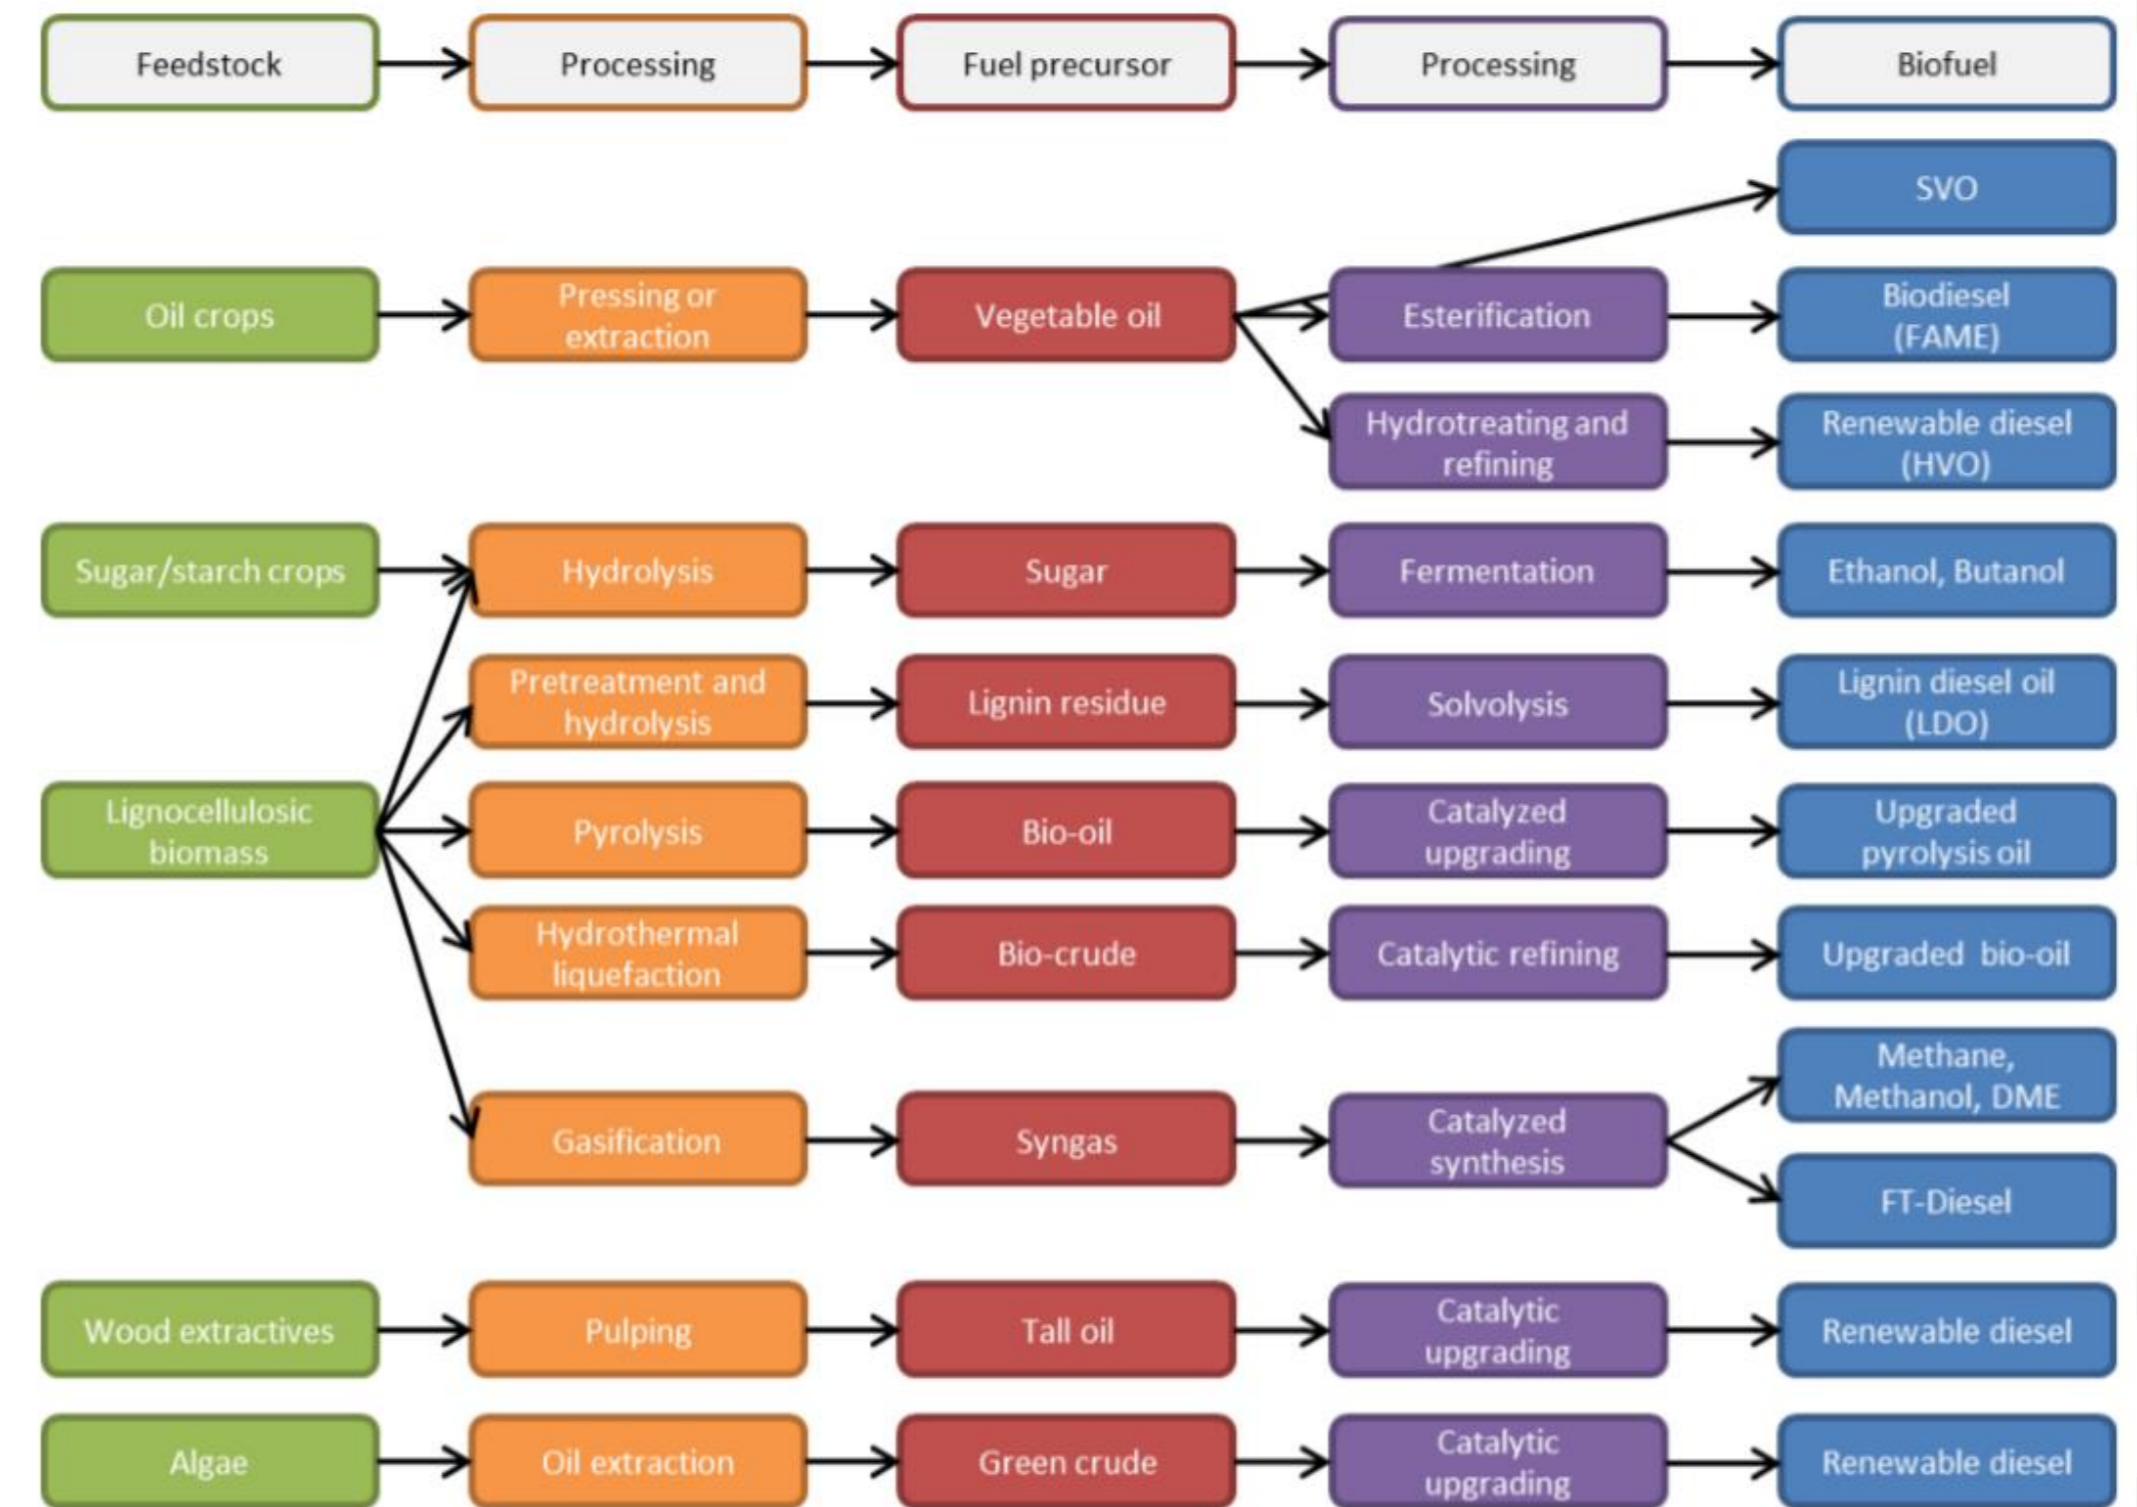 Feedstock
Processing
Fuel precursor
Processing
Biofuel
SVO
Oil crops
Pressing or
extraction
Vegetable oil
Esterification
Biodiesel
(FAME)
Hydrotreating and
refining
Renewable diesel
(HVO)
Sugar/starch crops
Hydrolysis
Sugar
Fermentation
Ethanol, Butanol
Pretreatment and
hydrolysis
Lignin residue
Solvolysis
Lignin diesel oil
(LDO)
Lignocellulosic
biomass
Pyrolysis
Bio-oil
Catalyzed
upgrading
Upgraded
pyrolysis oil
Hydrothermal
liquefaction
Bio-crude
Catalytic refining
Upgraded bio-oil
Methane,
Methanol, DME
Gasification
Syngas
Catalyzed
synthesis
FT-Diesel
Wood extractives
Pulping
Tall oil
Catalytic
upgrading
Renewable diesel
Algae
Oil extraction
Green crude
Catalytic
upgrading
Renewable diesel